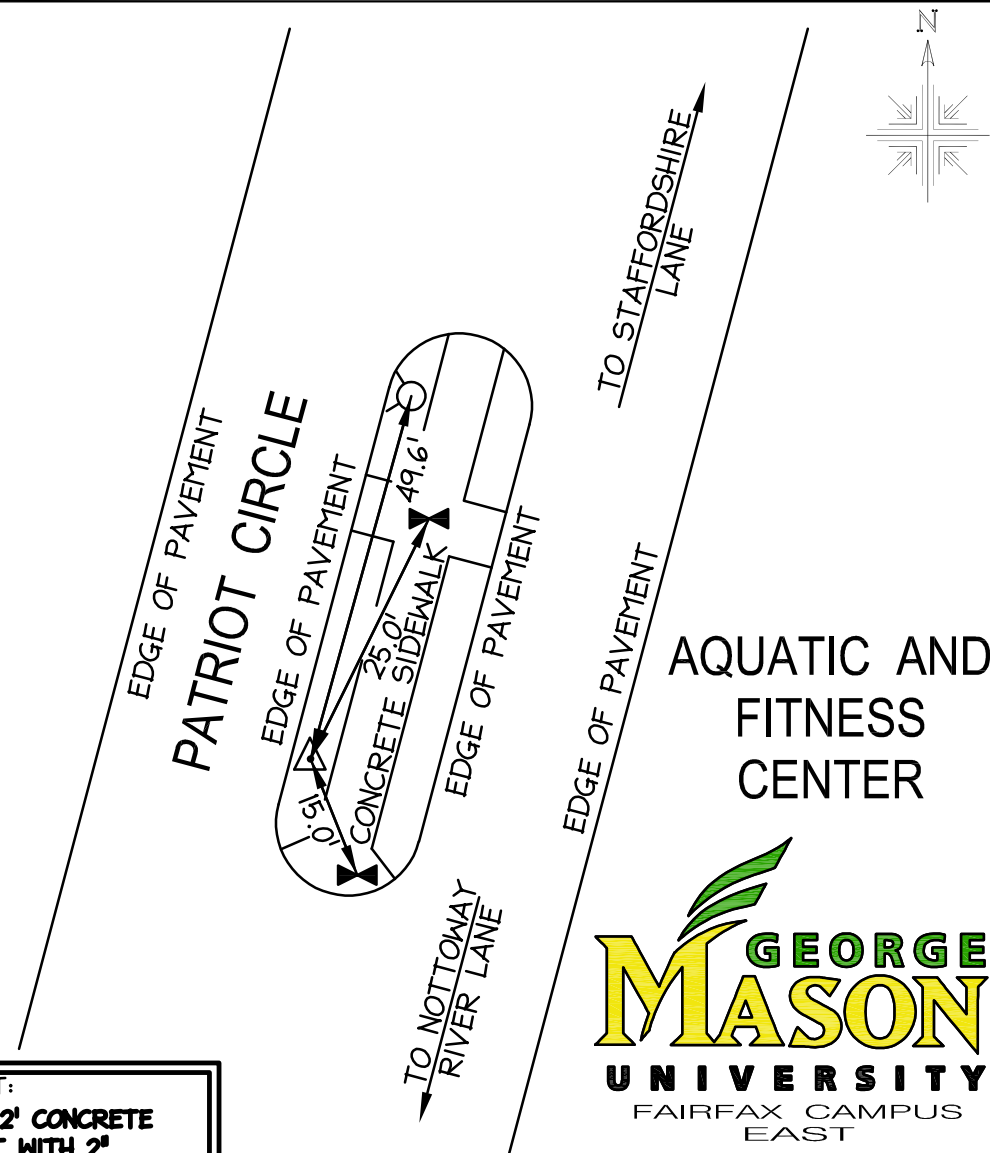 N
TO STAFFORDSHIRE
LANE
EDGE OF PAVEMENT
PATRIOT CIRCLE
EDGE OF PAVEMENT
49.6'
25.0'
CONCRETE SIDEWALK
15.0'
EDGE OF PAVEMENT
EDGE OF PAVEMENT
AQUATIC AND
FITNESS
CENTER
TO NOTTOWAY
RIVER LANE
GEORGE
MASON
UNIVERSITY
FAIRFAX CAMPUS
EAST
2' CONCRETE
WITH 2"